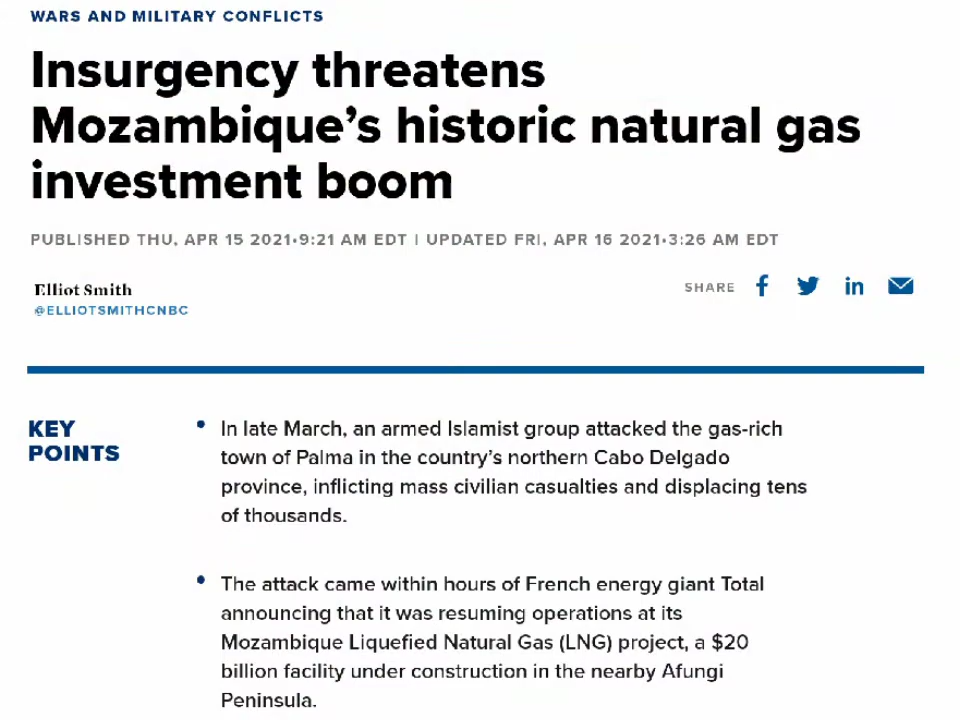 WARS AND MILITARY CONFLICTS
Insurgency threatens
Mozambique’s historic natural gas
investment boom
PUBLISHED THU, APR 15 2021•9:21 AM EDT | UPDATED FRI, APR 16 2021•3:26 AM EDT
Elliot Smith
@ELLIOTSMITHCNBC
SHARE
KEY
POINTS
• In late March, an armed Islamist group attacked the gas-rich
town of Palma in the country’s northern Cabo Delgado
province, inflicting mass civilian casualties and displacing tens
of thousands.
• The attack came within hours of French energy giant Total
announcing that it was resuming operations at its
Mozambique Liquefied Natural Gas (LNG) project, a $20
billion facility under construction in the nearby Afungi
Peninsula.